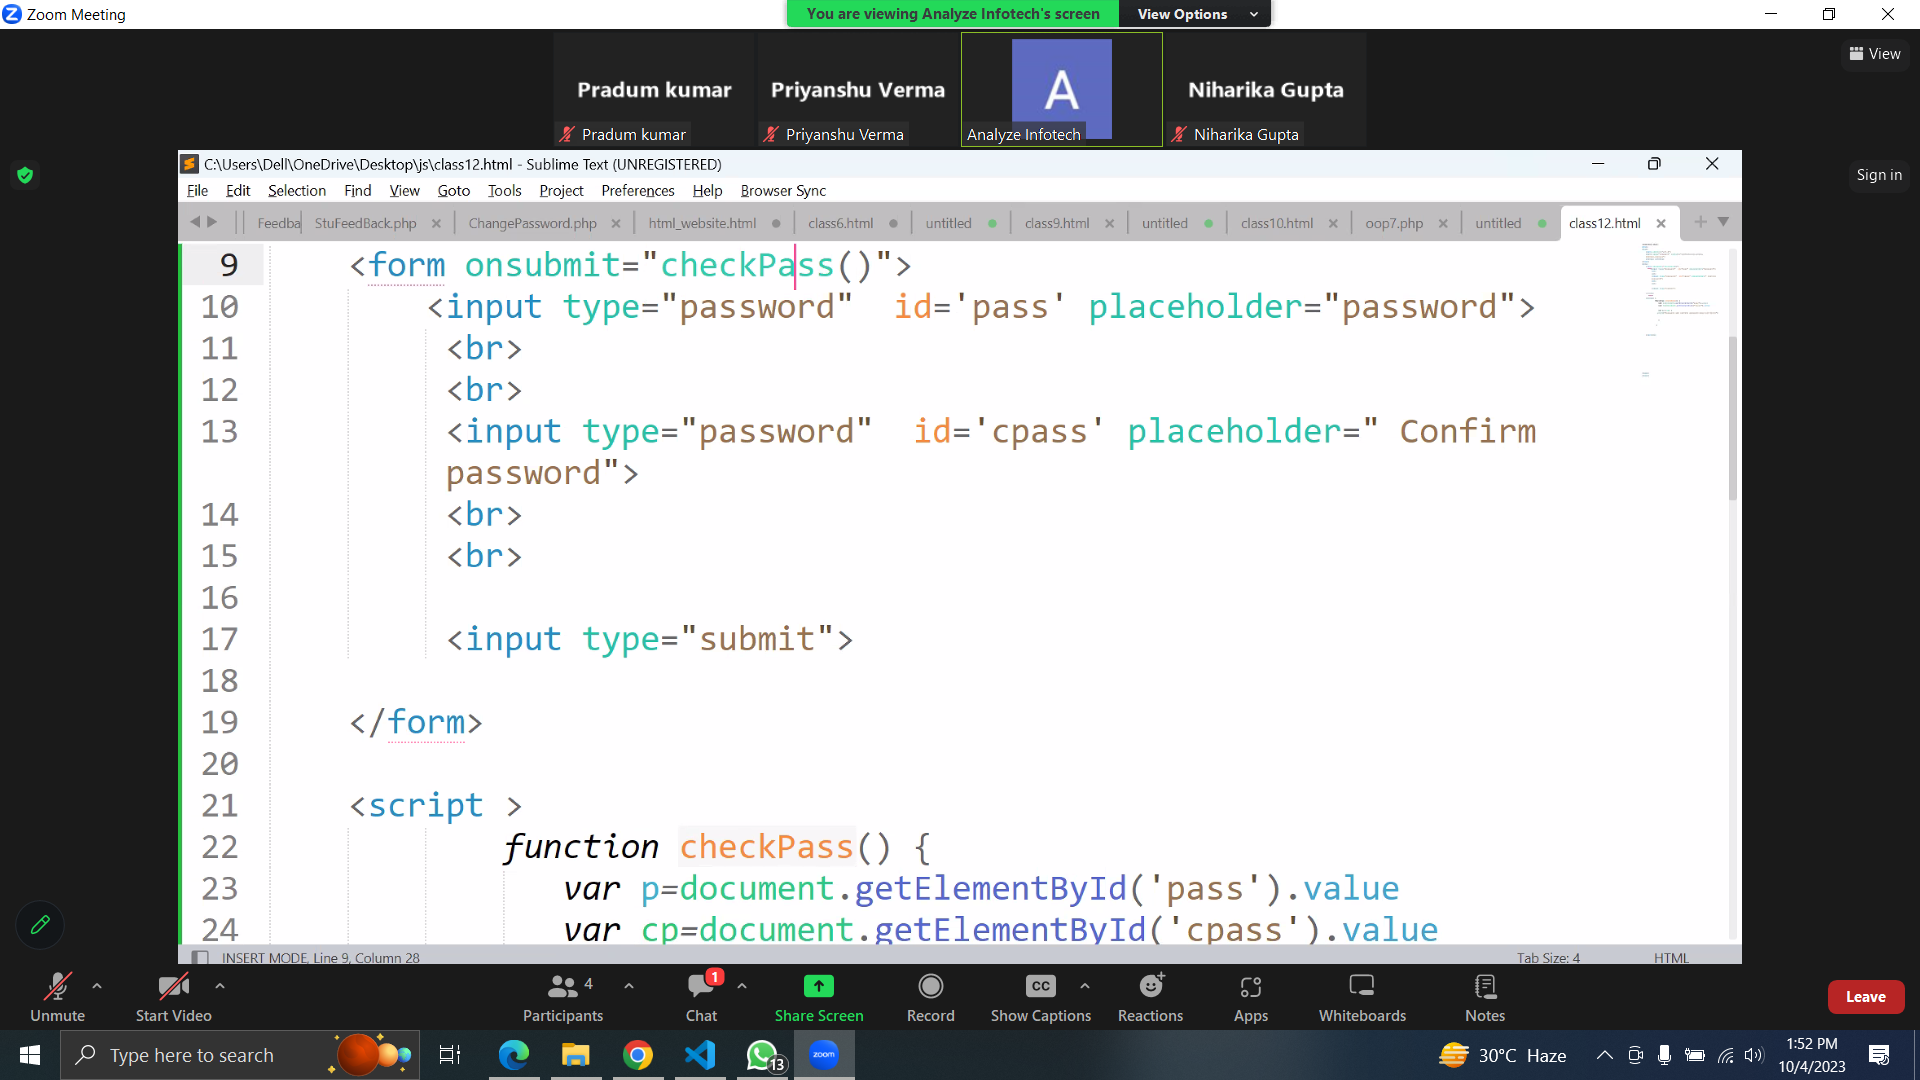 Zoom Meeting
You are viewing Analyze Infotech's screen View Options
View
Pradum kumar Priyanshu Verma A Niharika Gupta
Pradum kumar Priyanshu Verma Analyze Infotech Niharika Gupta
C:\Users\Dell\OneDrive\Desktop\js\class12.html - Sublime Text (UNREGISTERED)
Sign in
File Edit Selection Find View Goto Tools Project Preferences Help Browser Sync
Feedba StuFeedBack.php ChangePassword.php html_website.html class6.html untitled class9.html untitled class10.html oop7.php untitled class12.html
9 <form onsubmit="checkPass()">
10 <input type="password"  id='pass' placeholder="password">
11 <br>
12 <br>
13 <input type="password"  id='cpass' placeholder=" Confirm
password">
14 <br>
15 <br>
16
17 <input type="submit">
18
19 </form>
20
21 <script >
22 function checkPass() {
23 var p=document.getElementById('pass').value
24 var cp=document.getElementById('cpass').value
INSERT MODE, Line 9, Column 28 Tab Size: 4 HTML
4 1 CC
Unmute Start Video Participants Chat Share Screen Record Show Captions Reactions Apps Whiteboards Notes Leave
Type here to search 13 zoom 30°C Haze 1:52 PM
10/4/2023